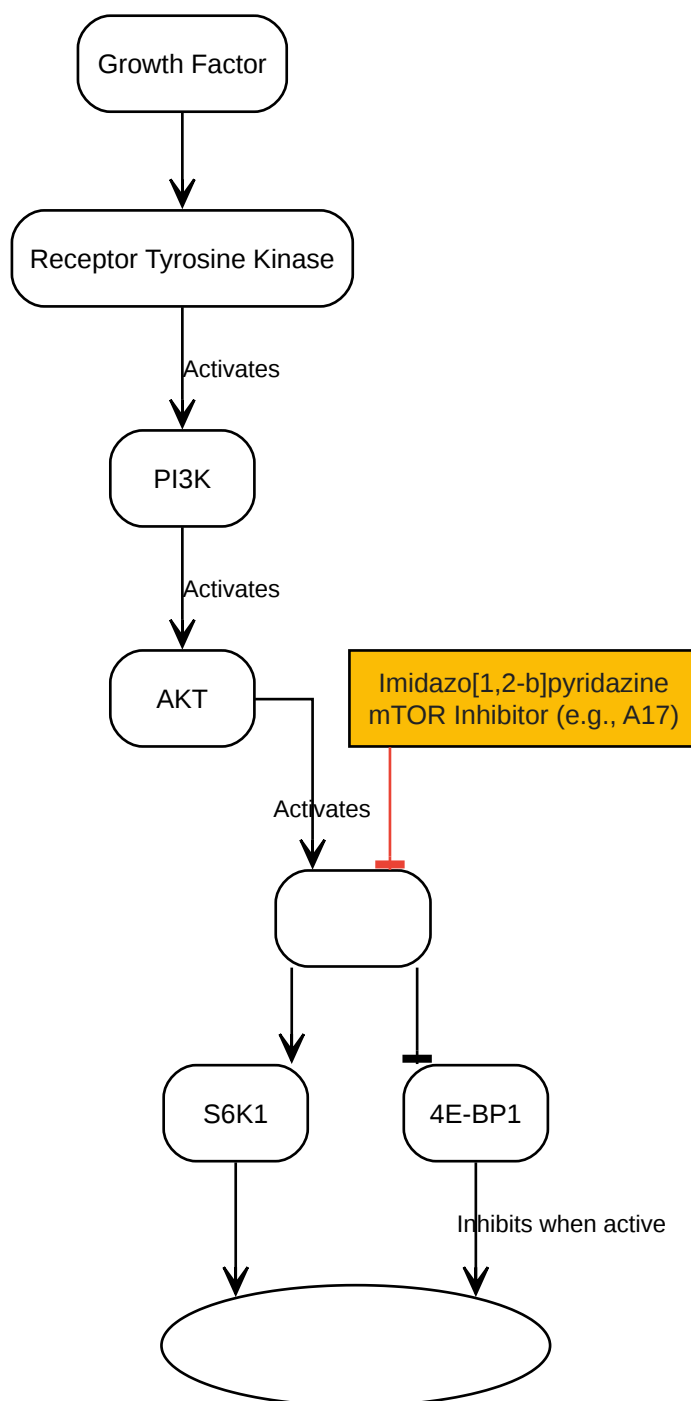 Growth Factor
Receptor Tyrosine Kinase
Activates
PI3K
Activates
AKT
Imidazo[1,2-b]pyridazine
mTOR Inhibitor (e.g., A17)
Activates
S6K1
4E-BP1
Inhibits when active